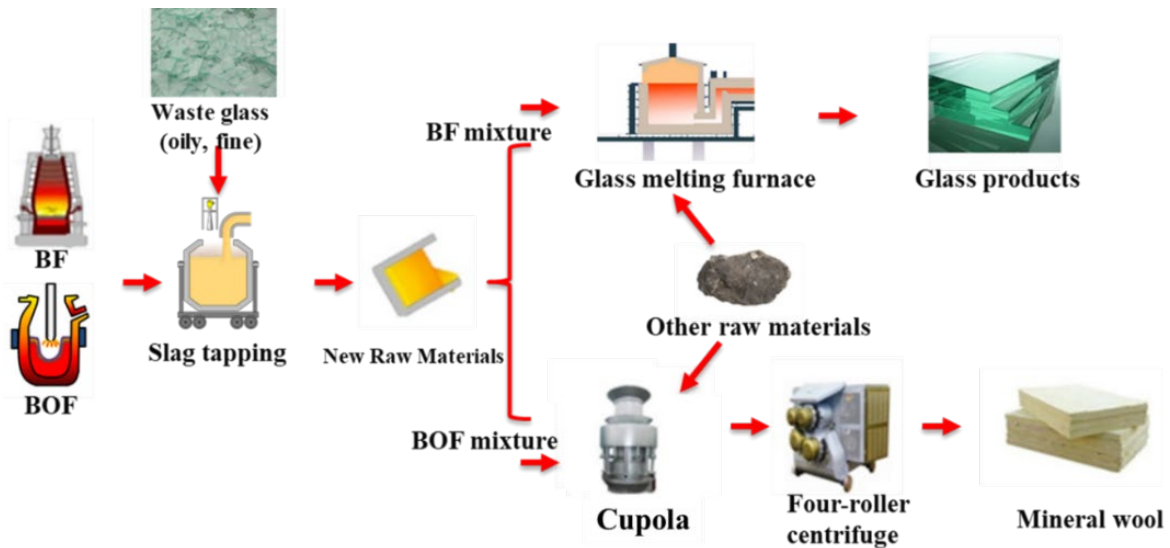 Waste glass
(oily, fine)
BF
BOF
Slag tapping
New Raw Materials
BF mixture
BOF mixture
Glass melting furnace
Glass products
Other raw materials
Cupola
Four-roller
centrifuge
Mineral wool